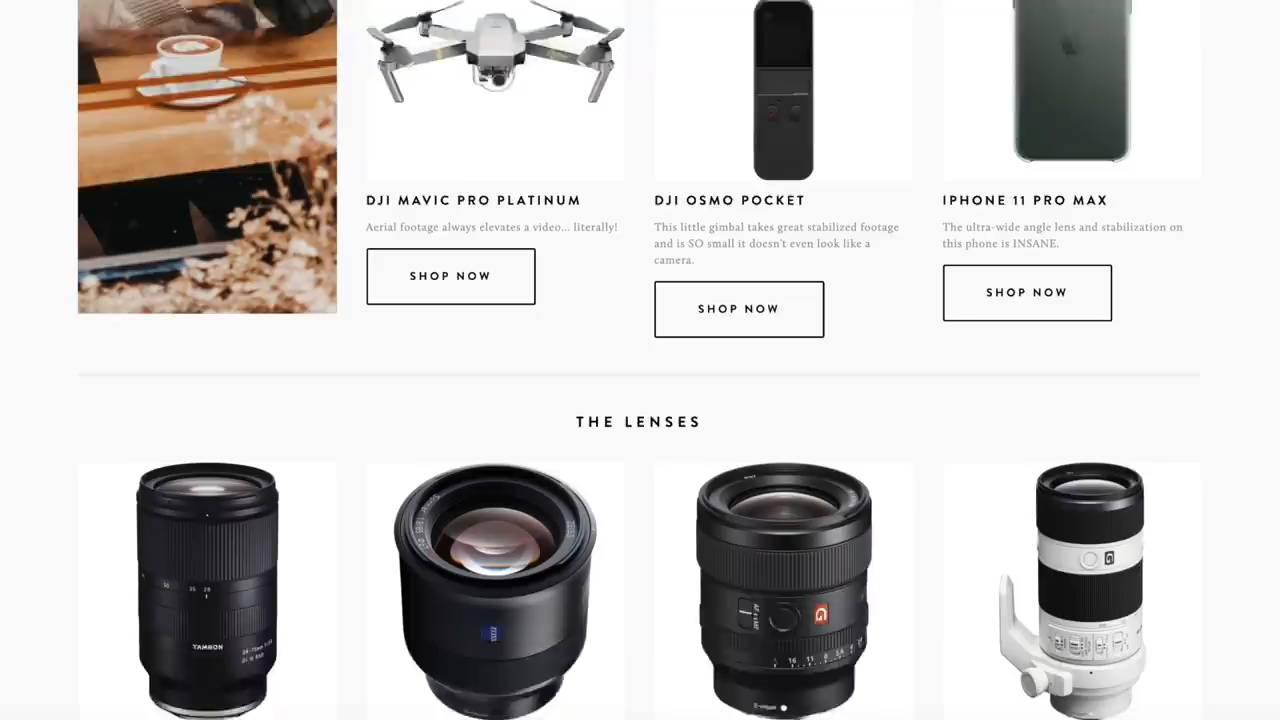 DJI MAVIC PRO PLATINUM
Aerial footage always elevates a video... literally!
SHOP NOW
DJI OSMO POCKET
This little gimbal takes great stabilized footage
and is SO small it doesn't even look like a
camera.
SHOP NOW
IPHONE 11 PRO MAX
The ultra-wide angle lens and stabilization on
this phone is INSANE.
SHOP NOW
THE LENSES
TAMRON
ZEISS
G
G